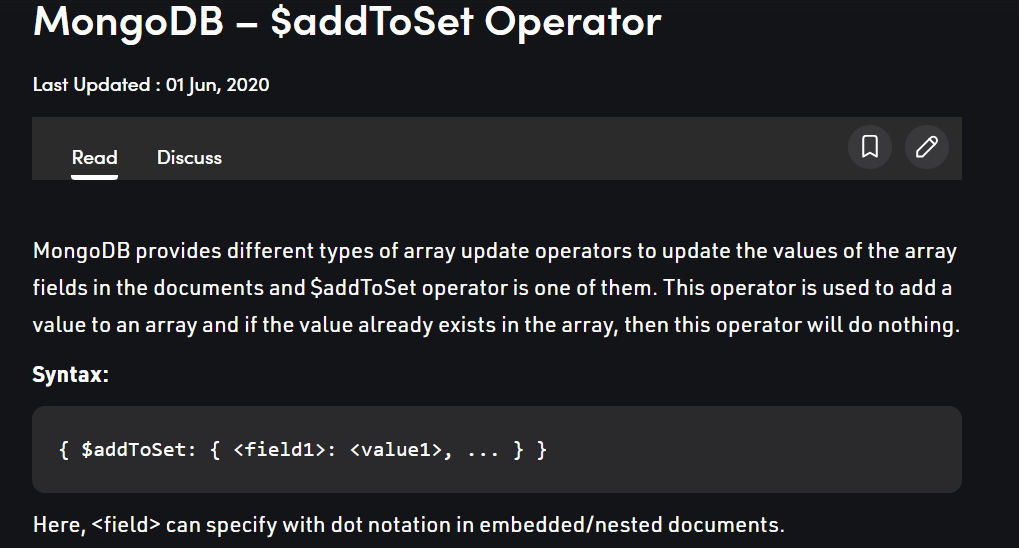 MongoDB – $addToSet Operator
Last Updated : 01 Jun, 2020
Read Discuss
MongoDB provides different types of array update operators to update the values of the array
fields in the documents and $addToSet operator is one of them. This operator is used to add a
value to an array and if the value already exists in the array, then this operator will do nothing.
Syntax:
{ $addToSet: { <field1>: <value1>, ... } }
Here, <field> can specify with dot notation in embedded/nested documents.